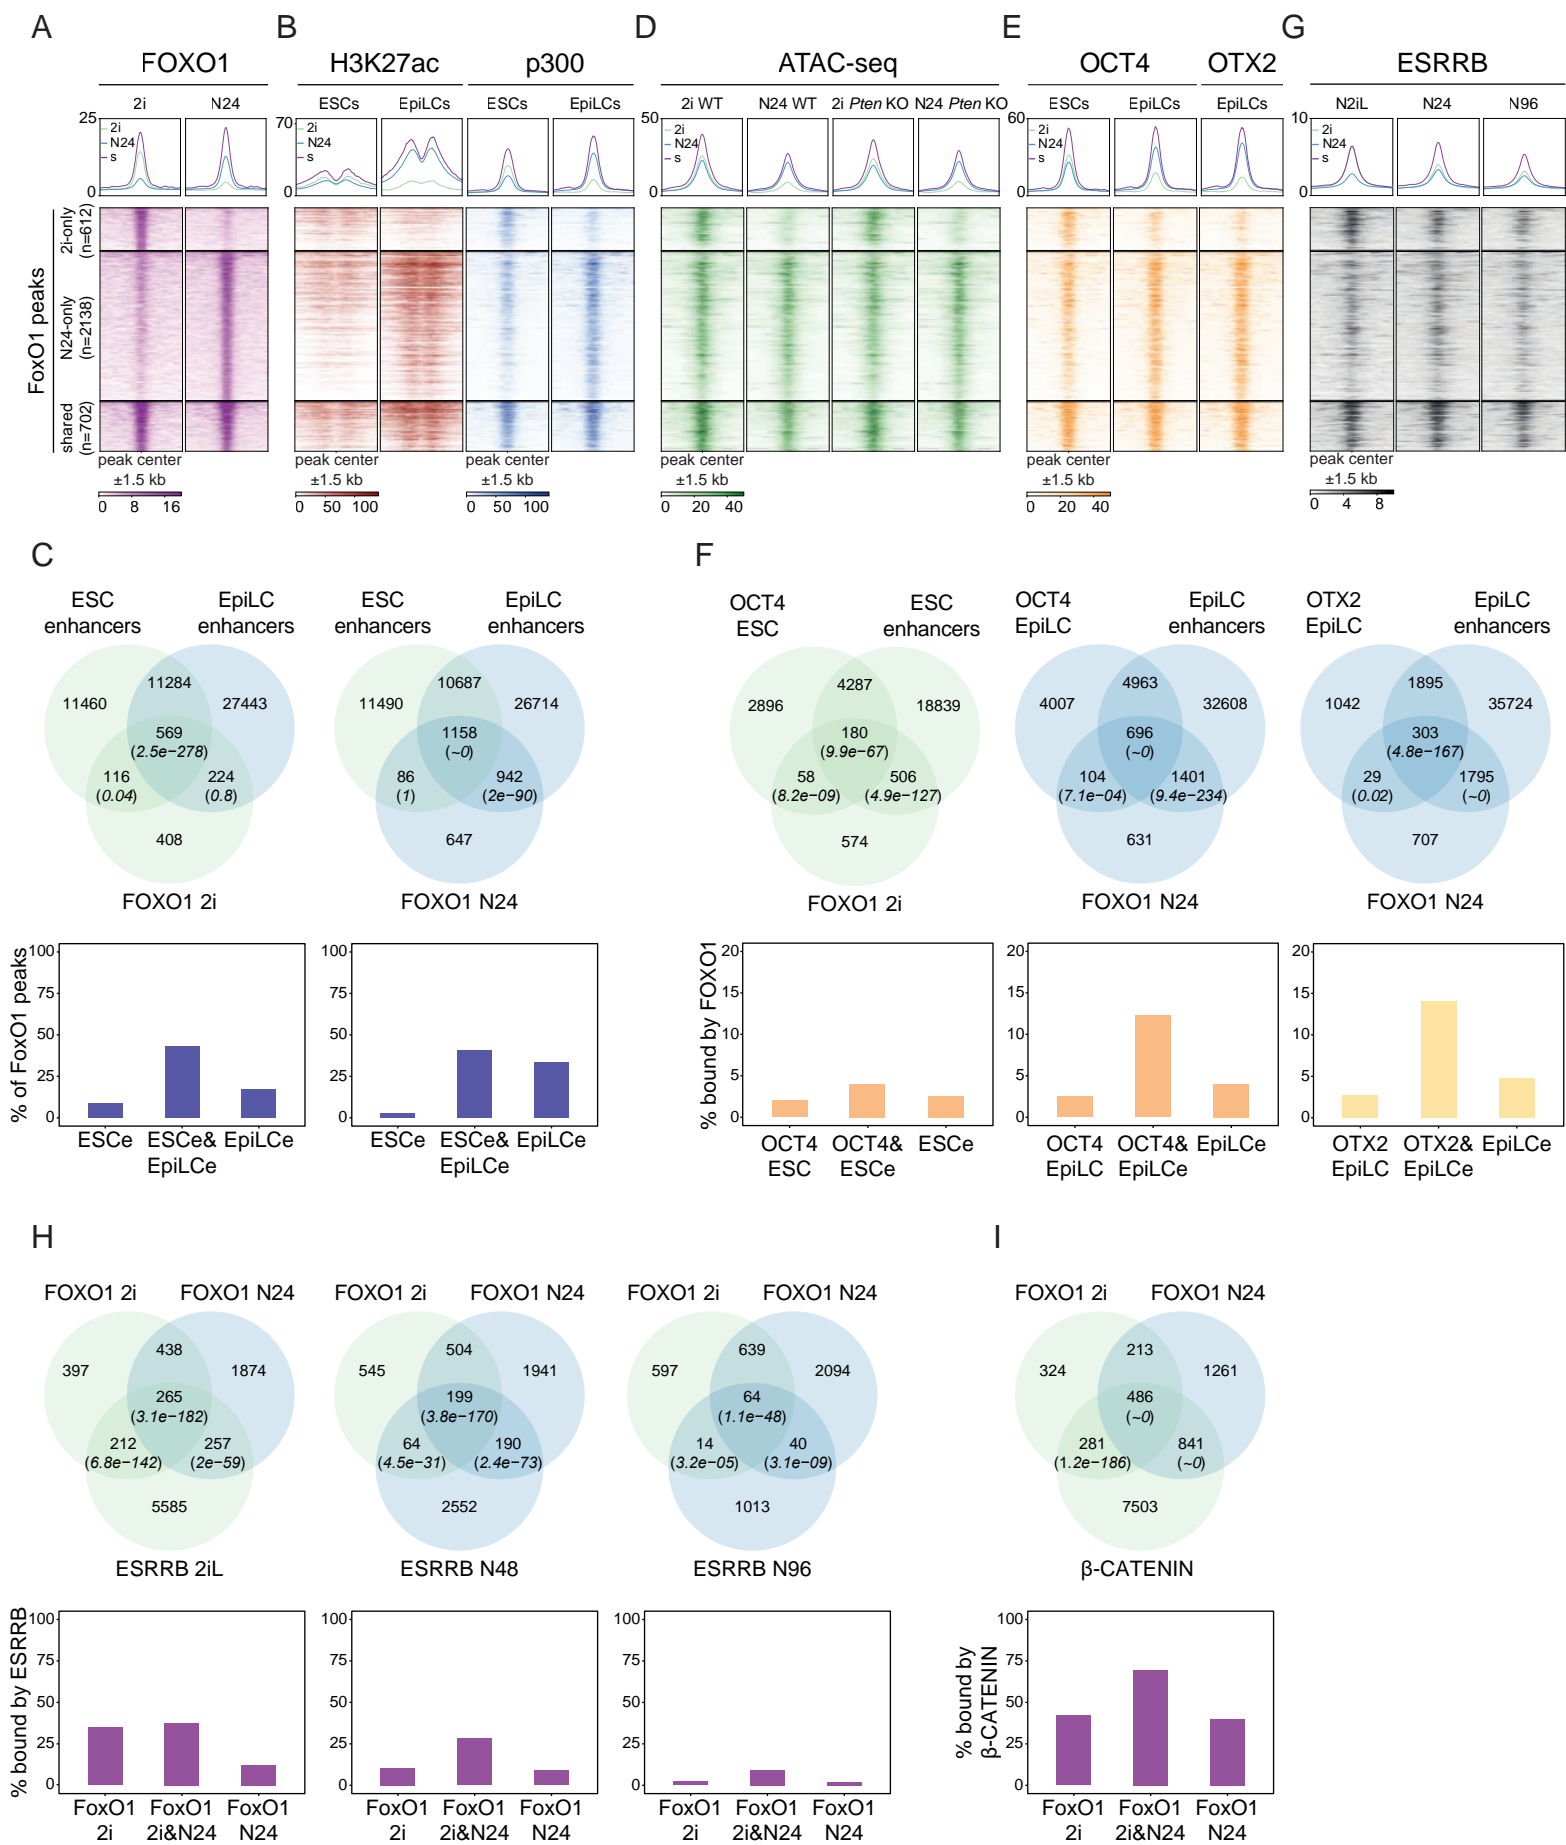 A
B
D
E
G
FOXO1
H3K27ac
p300
ATAC-seq
OCT4
OTX2
ESRRB
2i
N24
ESCs
EpiLCs
ESCs
EpiLCs
2i WT
N24 WT
2i Pten KO
N24 Pten KO
ESCs
EpiLCs
EpiLCs
N2iL
N24
N96
25
0
2i
N24
s
70
0
50
0
2i
N24
s
60
0
2i
N24
s
10
0
2i
N24
s
FoxO1 peaks
2i-only
(n=612)
N24-only
(n=2138)
shared
(n=702)
peak center
±1.5 kb
0 8 16
peak center
±1.5 kb
0 50 100
peak center
±1.5 kb
0 50 100
peak center
±1.5 kb
0 20 40
peak center
±1.5 kb
0 20 40
peak center
±1.5 kb
0 4 8
C
ESC
enhancers
EpiLC
enhancers
11284
11460
27443
569
(2.5e−278)
116
(0.04)
224
(0.8)
408
FOXO1 2i
ESC
enhancers
EpiLC
enhancers
10687
11490
26714
1158
(~0)
86
(1)
942
(2e−90)
647
FOXO1 N24
% of FoxO1 peaks
100
75
50
25
0
ESCe
ESCe&
EpiLCe
EpiLCe
ESCe
ESCe&
EpiLCe
EpiLCe
F
OCT4
ESC
ESC
enhancers
4287
2896
18839
180
(9.9e−67)
58
(8.2e−09)
506
(4.9e−127)
574
FOXO1 2i
OCT4
EpiLC
EpiLC
enhancers
4963
4007
32608
696
(~0)
104
(7.1e−04)
1401
(9.4e−234)
631
FOXO1 N24
OTX2
EpiLC
EpiLC
enhancers
1895
1042
35724
303
(4.8e−167)
29
(0.02)
1795
(~0)
707
FOXO1 N24
% bound by FOXO1
20
15
10
5
0
OCT4
ESC
OCT4&
ESCe
ESCe
20
15
10
5
0
OCT4
EpiLC
OCT4&
EpiLCe
EpiLCe
20
15
10
5
0
OTX2
EpiLC
OTX2&
EpiLCe
EpiLCe
H
FOXO1 2i
FOXO1 N24
438
397
1874
265
(3.1e−182)
212
(6.8e−142)
257
(2e−59)
5585
ESRRB 2iL
FOXO1 2i
FOXO1 N24
504
545
1941
199
(3.8e−170)
64
(4.5e−31)
190
(2.4e−73)
2552
ESRRB N48
FOXO1 2i
FOXO1 N24
639
597
2094
64
(1.1e−48)
14
(3.2e−05)
40
(3.1e−09)
1013
ESRRB N96
I
FOXO1 2i
FOXO1 N24
213
324
1261
486
(~0)
281
(1.2e−186)
841
(~0)
7503
β-CATENIN
% bound by ESRRB
100
75
50
25
0
FoxO1
2i
FoxO1
2i&N24
FoxO1
N24
100
75
50
25
0
FoxO1
2i
FoxO1
2i&N24
FoxO1
N24
100
75
50
25
0
FoxO1
2i
FoxO1
2i&N24
FoxO1
N24
% bound by
β-CATENIN
100
75
50
25
0
FoxO1
2i
FoxO1
2i&N24
FoxO1
N24